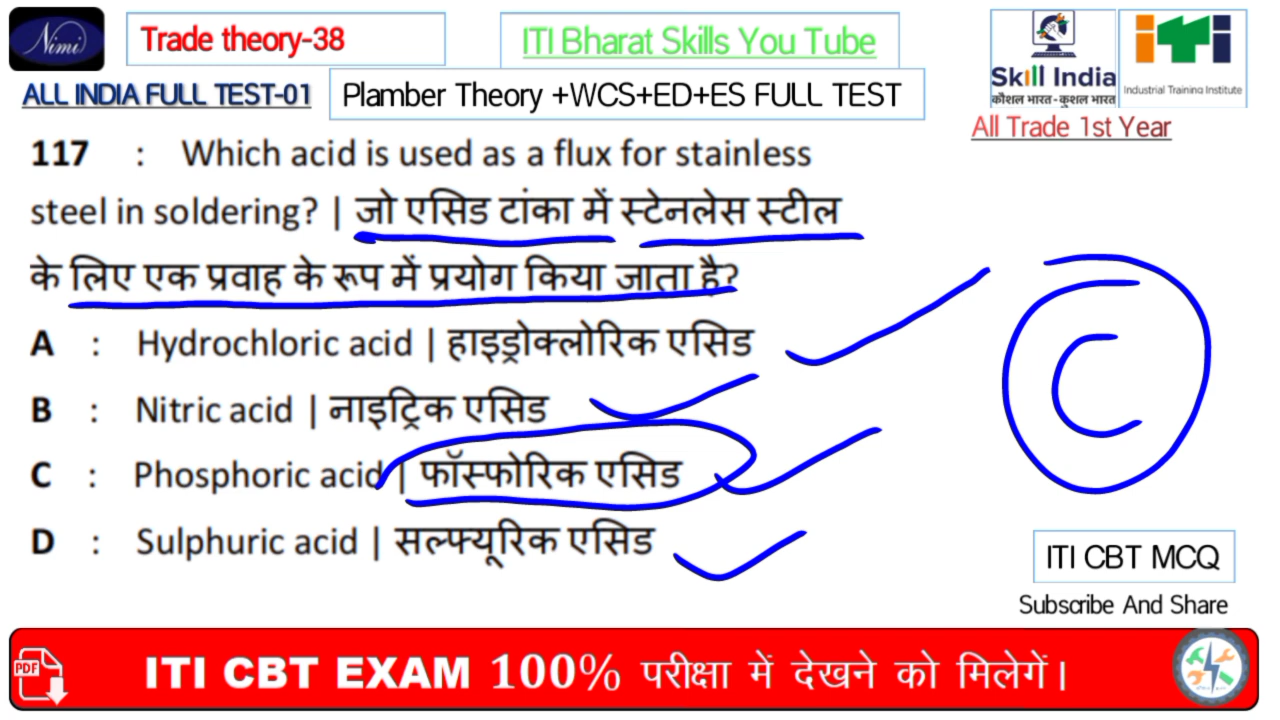 Nimi
Trade theory-38
ITI Bharat Skills You Tube
Skill India
कौशल भारत-कुशल भारत
iTi
Industrial Training Institute
ALL INDIA FULL TEST-01
Plamber Theory +WCS+ED+ES FULL TEST
All Trade 1st Year
117 : Which acid is used as a flux for stainless
steel in soldering? | जो एसिड टांका में स्टेनलेस स्टील
के लिए एक प्रवाह के रूप में प्रयोग किया जाता है?
A : Hydrochloric acid | हाइड्रोक्लोरिक एसिड
B : Nitric acid | नाइट्रिक एसिड
C : Phosphoric acid | फॉस्फोरिक एसिड
D : Sulphuric acid | सल्फ्यूरिक एसिड
C
ITI CBT MCQ
Subscribe And Share
PDF
ITI CBT EXAM 100% परीक्षा में देखने को मिलेगें।